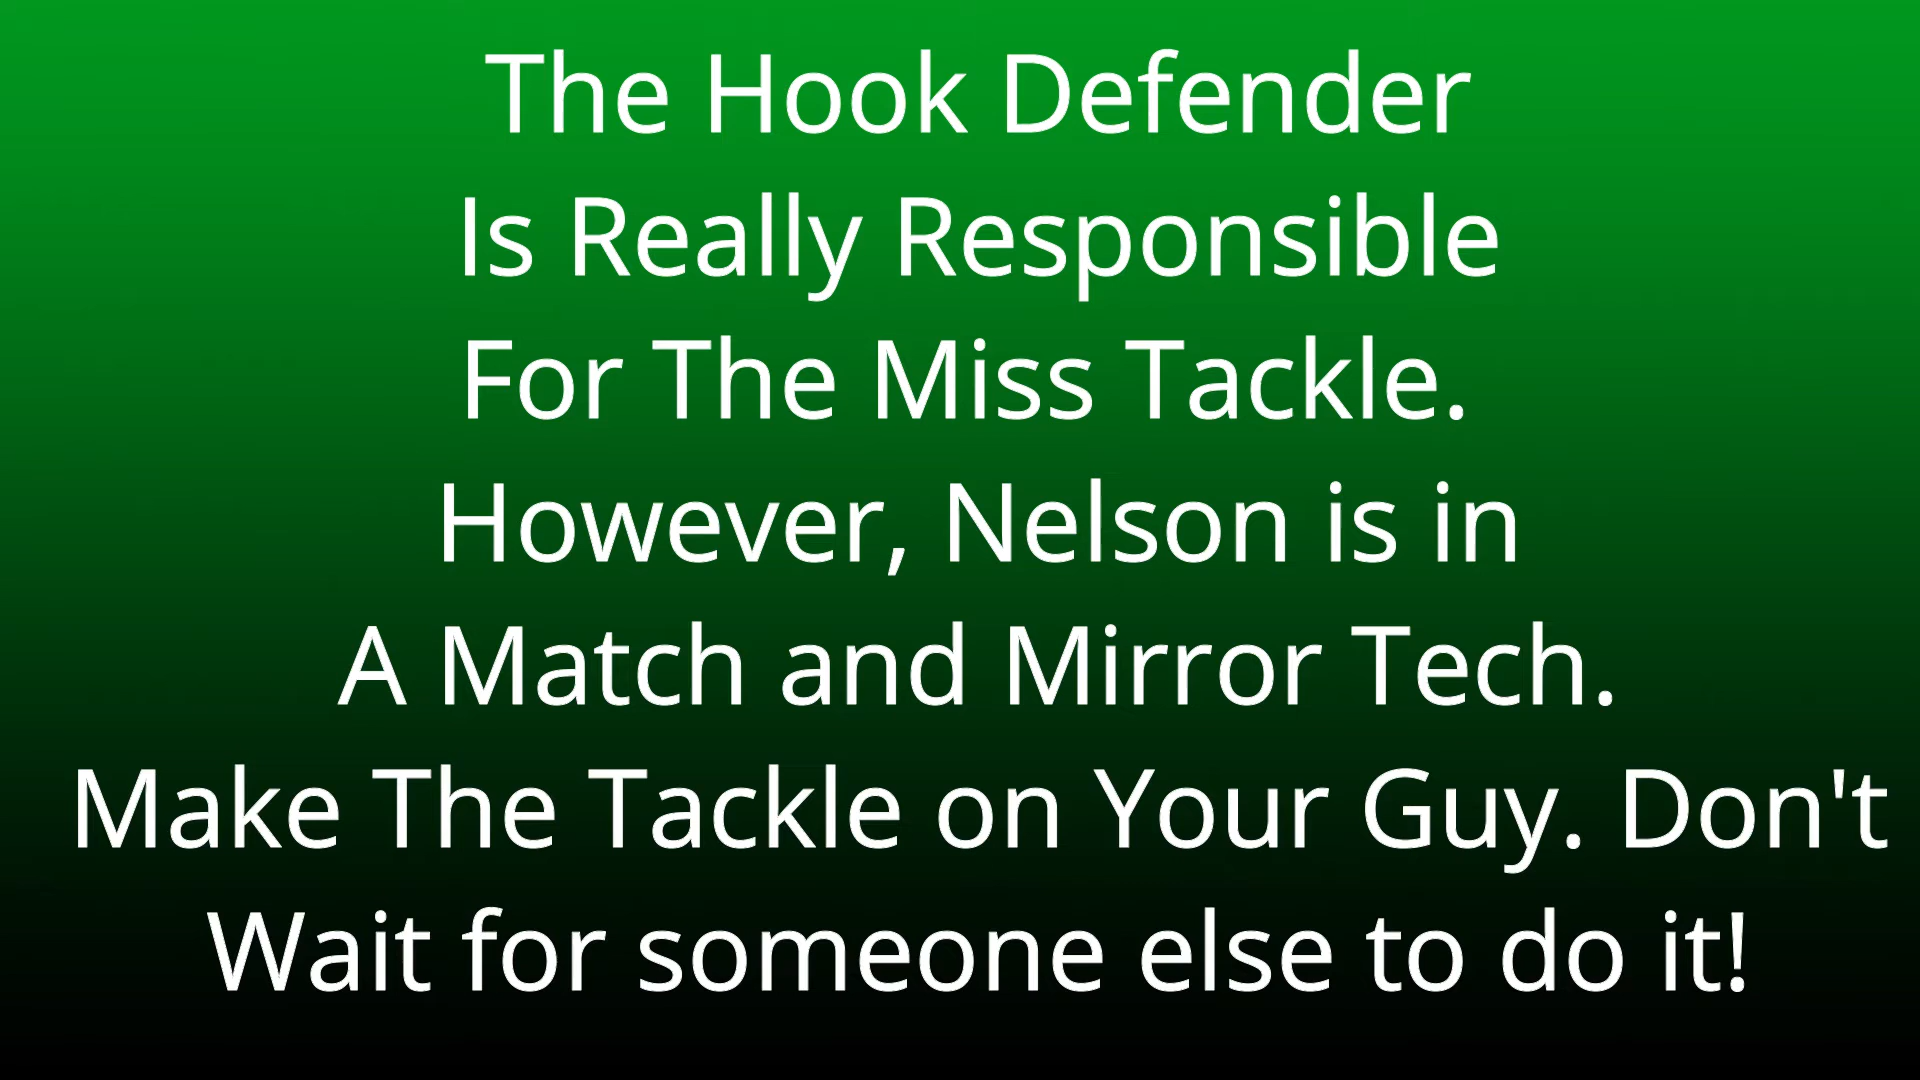 The Hook Defender
Is Really Responsible
For The Miss Tackle.
However, Nelson is in
A Match and Mirror Tech.
Make The Tackle on Your Guy. Don't
Wait for someone else to do it!